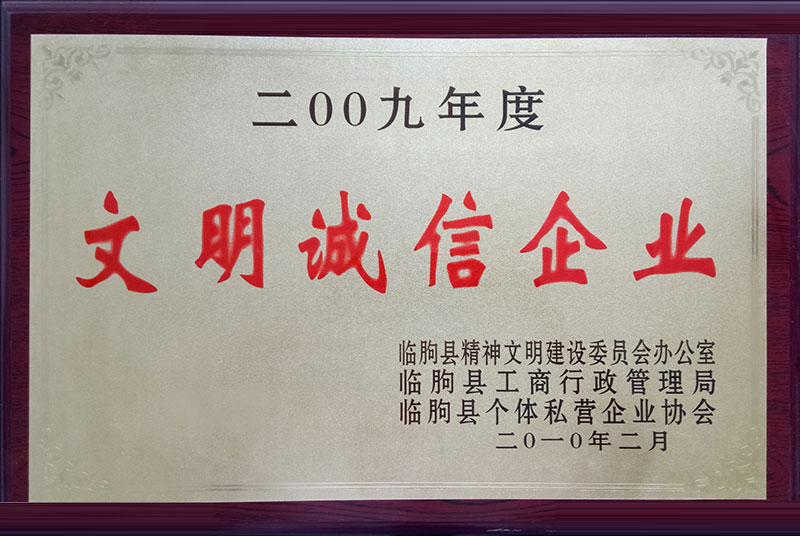 二00九年度
文明诚信企业
临朐县精神文明建设委员会办公室
临朐县工商行政管理局
临朐县个体私营企业协会
二0一0年二月